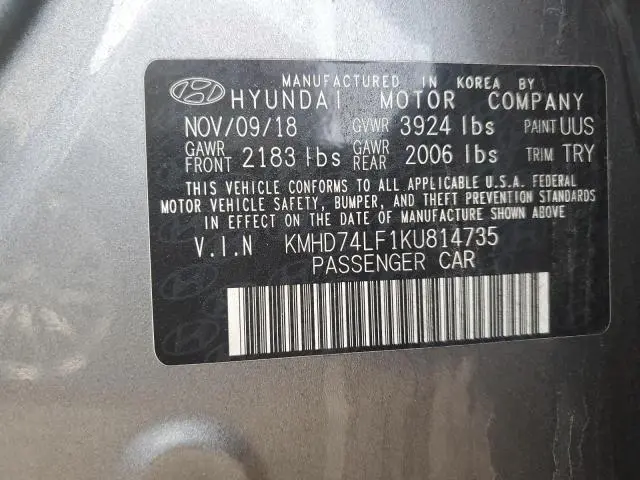 MANUFACTURED IN KOREA BY
HYUNDAI MOTOR COMPANY
NOV/09/18 GVWR 3924 lbs PAINT UUS
GAWR FRONT 2183 lbs GAWR REAR 2006 lbs TRIM TRY
THIS VEHICLE CONFORMS TO ALL APPLICABLE U.S.A. FEDERAL
MOTOR VEHICLE SAFETY, BUMPER, AND THEFT PREVENTION STANDARDS
IN EFFECT ON THE DATE OF MANUFACTURE SHOWN ABOVE
V.I.N KMHD74LF1KU814735
PASSENGER CAR